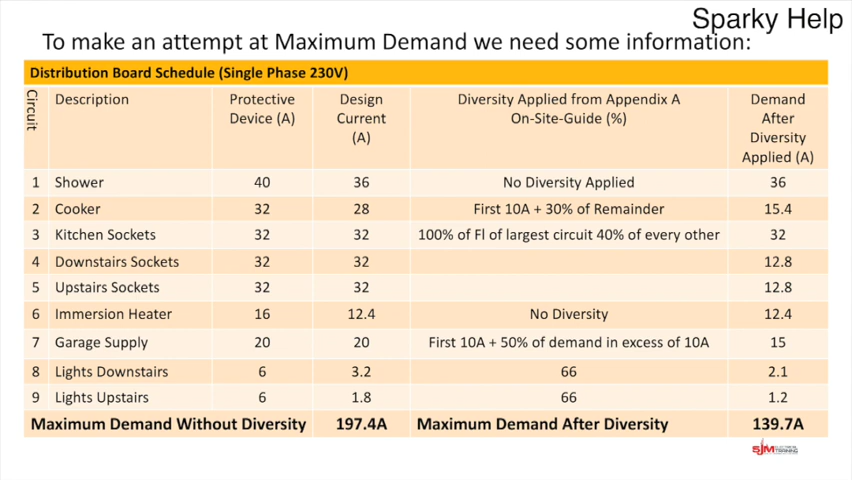 Sparky Help
To make an attempt at Maximum Demand we need some information:
Distribution Board Schedule (Single Phase 230V)
Circuit Description Protective Device (A) Design Current (A) Diversity Applied from Appendix A On-Site-Guide (%) Demand After Diversity Applied (A)
1 Shower 40 36 No Diversity Applied 36
2 Cooker 32 28 First 10A + 30% of Remainder 15.4
3 Kitchen Sockets 32 32 100% of Fl of largest circuit 40% of every other 32
4 Downstairs Sockets 32 32 12.8
5 Upstairs Sockets 32 32 12.8
6 Immersion Heater 16 12.4 No Diversity 12.4
7 Garage Supply 20 20 First 10A + 50% of demand in excess of 10A 15
8 Lights Downstairs 6 3.2 66 2.1
9 Lights Upstairs 6 1.8 66 1.2
Maximum Demand Without Diversity 197.4A Maximum Demand After Diversity 139.7A
SJM ELECTRICAL TRAINING